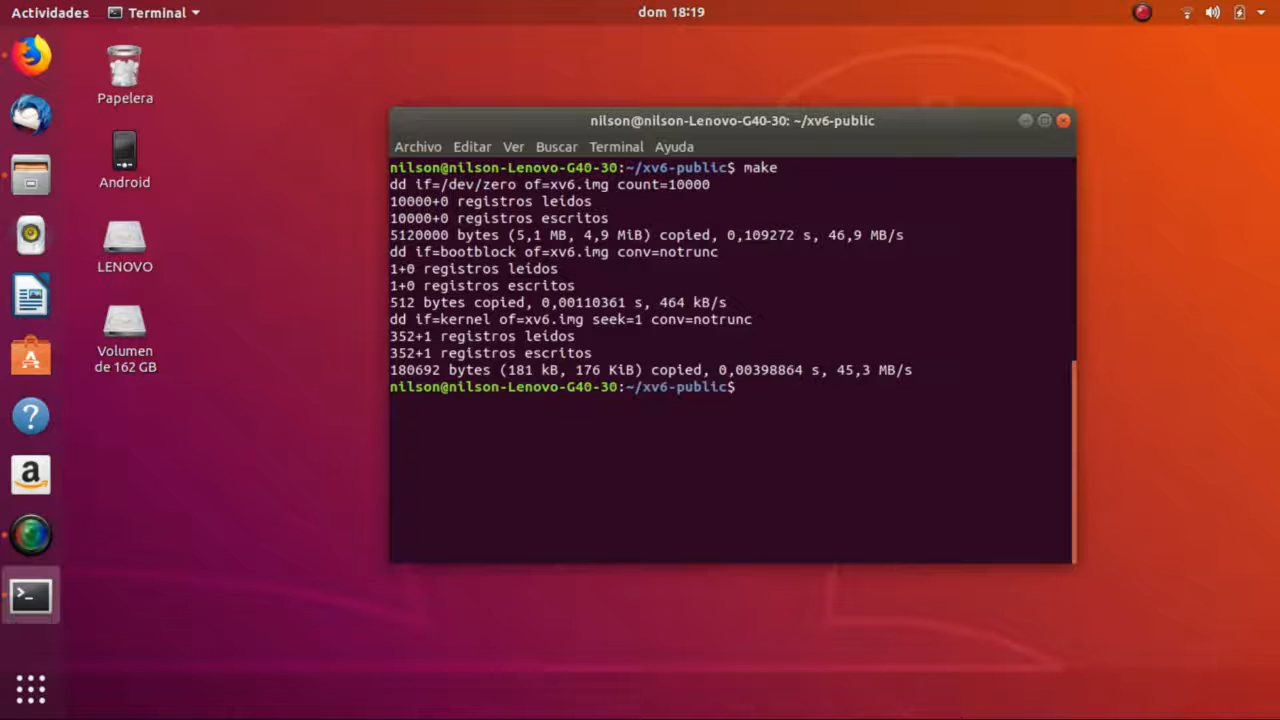 Actividades
Terminal
dom 18:19
Papelera
Android
LENOVO
Volumen
de 162 GB
nilson@nilson-Lenovo-G40-30: ~/xv6-public
Archivo Editar Ver Buscar Terminal Ayuda
nilson@nilson-Lenovo-G40-30:~/xv6-public$ make
dd if=/dev/zero of=xv6.img count=10000
10000+0 registros leídos
10000+0 registros escritos
5120000 bytes (5,1 MB, 4,9 MiB) copied, 0,109272 s, 46,9 MB/s
dd if=bootblock of=xv6.img conv=notrunc
1+0 registros leídos
1+0 registros escritos
512 bytes copied, 0,00110361 s, 464 kB/s
dd if=kernel of=xv6.img seek=1 conv=notrunc
352+1 registros leídos
352+1 registros escritos
180692 bytes (181 kB, 176 KiB) copied, 0,00398864 s, 45,3 MB/s
nilson@nilson-Lenovo-G40-30:~/xv6-public$